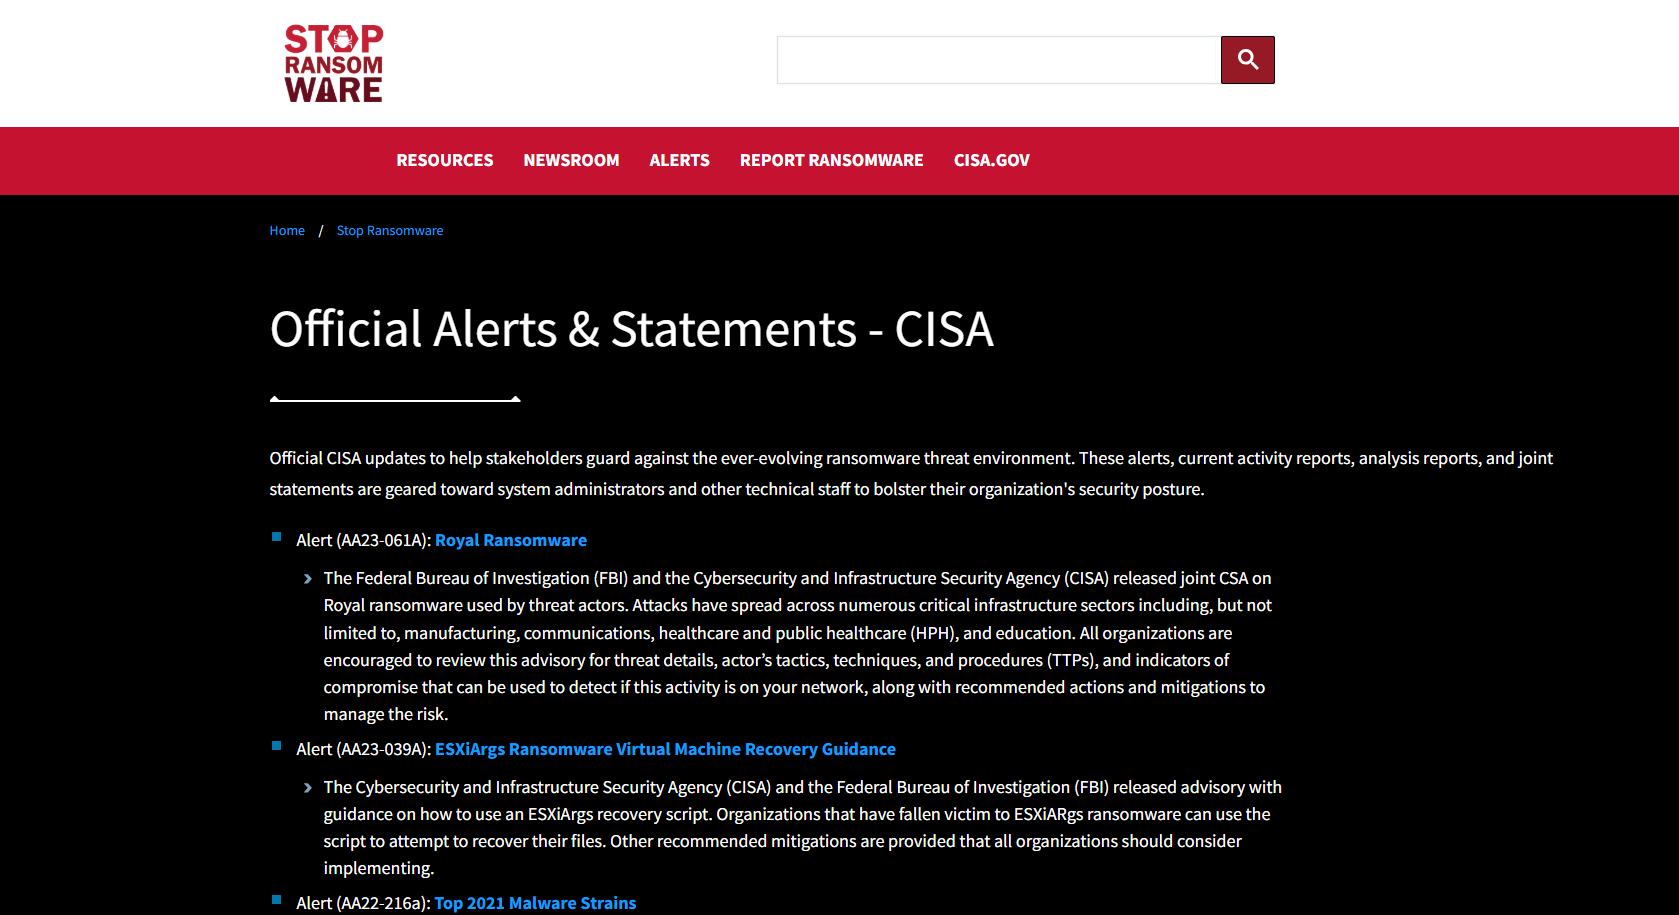 STOP
RANSOM
WARE
RESOURCES NEWSROOM ALERTS REPORT RANSOMWARE CISA.GOV
Home / Stop Ransomware
Official Alerts & Statements - CISA
Official CISA updates to help stakeholders guard against the ever-evolving ransomware threat environment. These alerts, current activity reports, analysis reports, and joint
statements are geared toward system administrators and other technical staff to bolster their organization's security posture.
Alert (AA23-061A): Royal Ransomware
The Federal Bureau of Investigation (FBI) and the Cybersecurity and Infrastructure Security Agency (CISA) released joint CSA on
Royal ransomware used by threat actors. Attacks have spread across numerous critical infrastructure sectors including, but not
limited to, manufacturing, communications, healthcare and public healthcare (HPH), and education. All organizations are
encouraged to review this advisory for threat details, actor’s tactics, techniques, and procedures (TTPs), and indicators of
compromise that can be used to detect if this activity is on your network, along with recommended actions and mitigations to
manage the risk.
Alert (AA23-039A): ESXiArgs Ransomware Virtual Machine Recovery Guidance
The Cybersecurity and Infrastructure Security Agency (CISA) and the Federal Bureau of Investigation (FBI) released advisory with
guidance on how to use an ESXiArgs recovery script. Organizations that have fallen victim to ESXiARgs ransomware can use the
script to attempt to recover their files. Other recommended mitigations are provided that all organizations should consider
implementing.
Alert (AA22-216a): Top 2021 Malware Strains